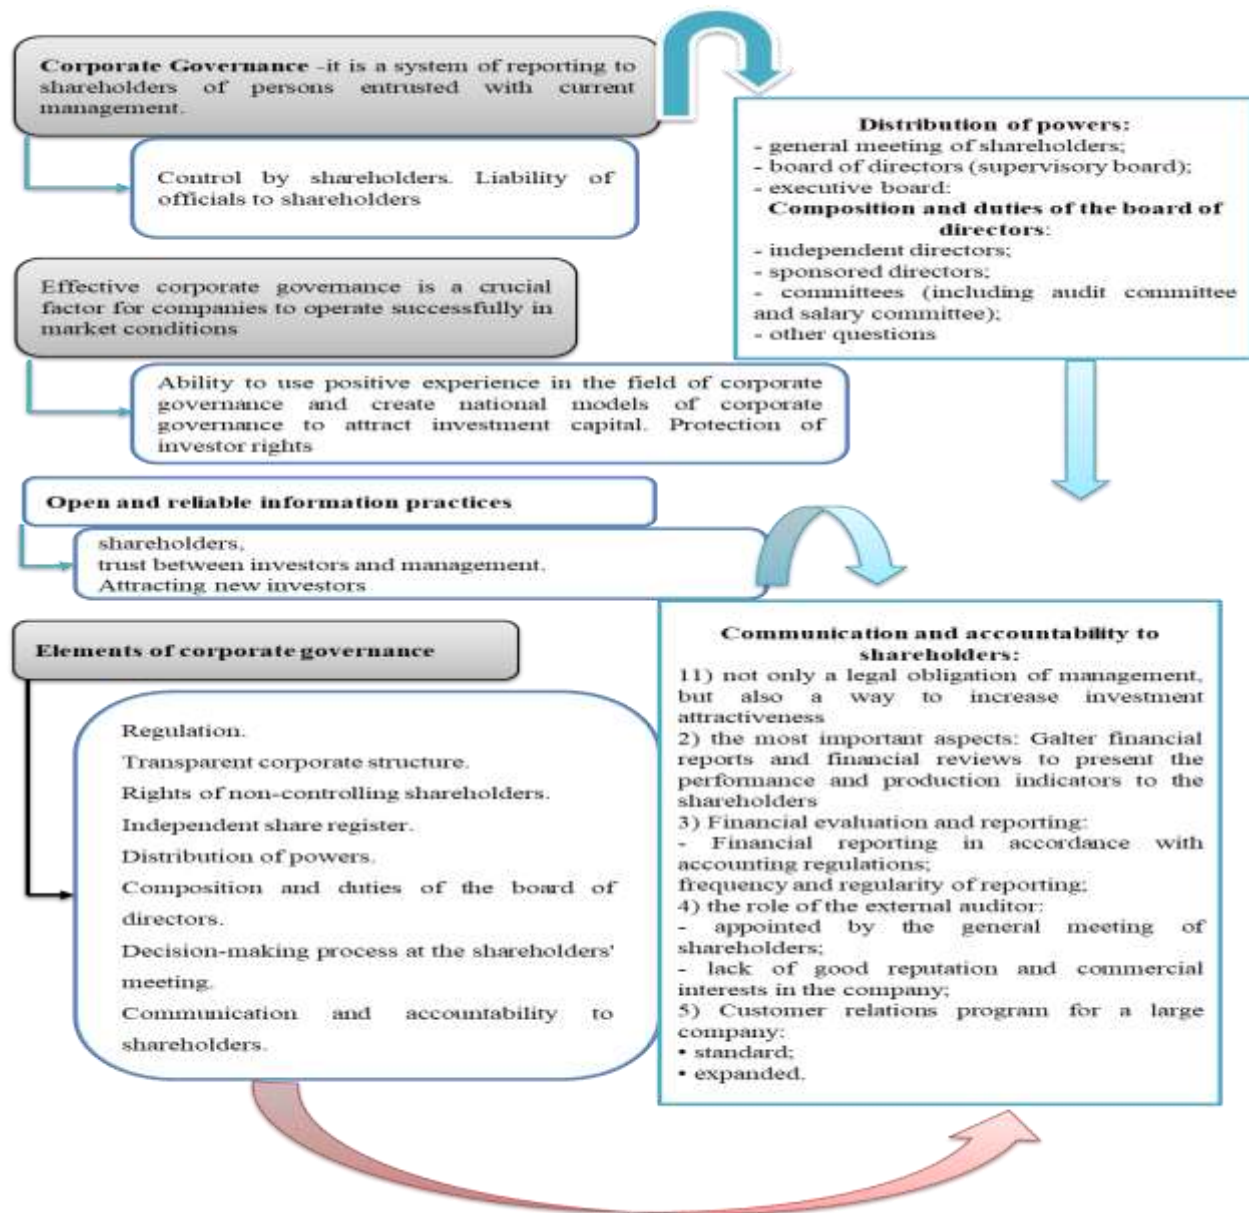 Corporate Governance -it is a system of reporting to
shareholders of persons entrusted with current
management.
Control by shareholders. Liability of
officials to shareholders
Effective corporate governance is a crucial
factor for companies to operate successfully in
market conditions
Ability to use positive experience in the field of corporate
governance and create national models of corporate
governance to attract investment capital. Protection of
investor rights
Open and reliable information practices
shareholders,
trust between investors and management.
Attracting new investors
Elements of corporate governance
Regulation.
Transparent corporate structure.
Rights of non-controlling shareholders.
Independent share register.
Distribution of powers.
Composition and duties of the board of
directors.
Decision-making process at the shareholders'
meeting.
Communication and accountability to
shareholders.
Distribution of powers:
- general meeting of shareholders;
- board of directors (supervisory board);
- executive board:
Composition and duties of the board of
directors:
- independent directors;
- sponsored directors;
- committees (including audit committee
and salary committee);
- other questions
Communication and accountability to
shareholders:
11) not only a legal obligation of management,
but also a way to increase investment
attractiveness
2) the most important aspects: Galter financial
reports and financial reviews to present the
performance and production indicators to the
shareholders
3) Financial evaluation and reporting:
- Financial reporting in accordance with
accounting regulations;
frequency and regularity of reporting;
4) the role of the external auditor:
- appointed by the general meeting of
shareholders;
- lack of good reputation and commercial
interests in the company;
5) Customer relations program for a large
company:
• standard;
• expanded.